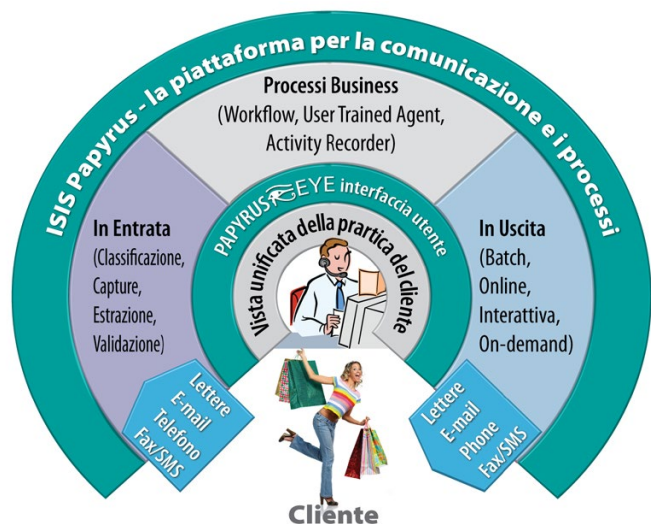 ISIS Papyrus - la piattaforma per la comunicazione e i processi
Processi Business
(Workflow, User Trained Agent,
Activity Recorder)
PAPYRUS EYE interfaccia utente
Vista unificata della prartica del cliente
In Entrata
(Classificazione,
Capture,
Estrazione,
Validazione)
In Uscita
(Batch,
Online,
Interattiva,
On-demand)
Lettere
E-mail
Telefono
Fax/SMS
Lettere
E-mail
Phone
Fax/SMS
Cliente